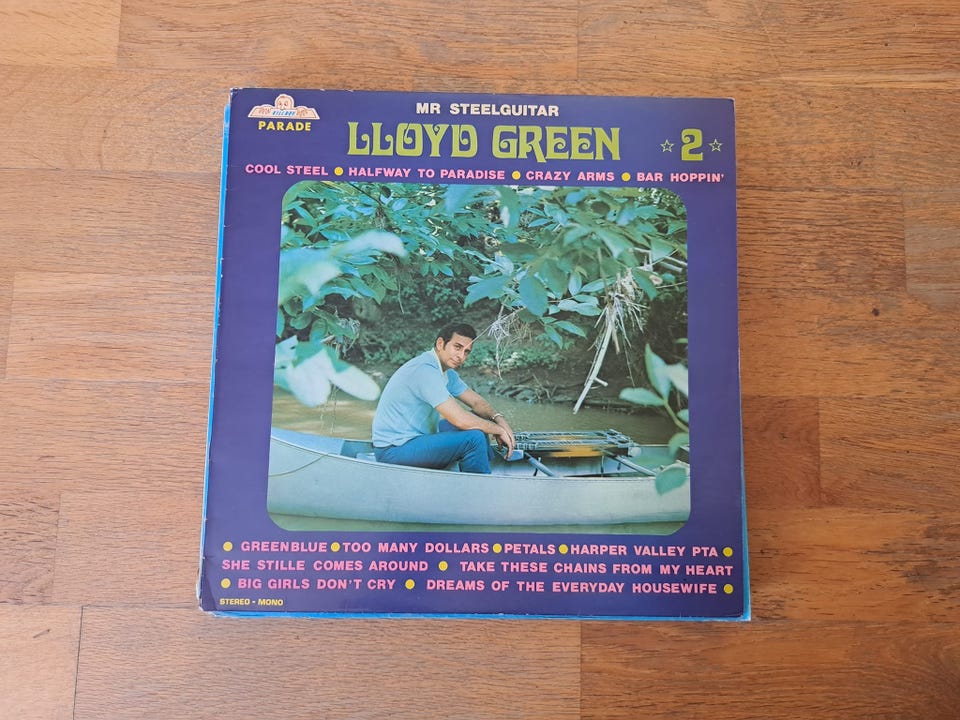 PARADE
MR STEELGUITAR
LLOYD GREEN ☆ 2 ☆
COOL STEEL ● HALFWAY TO PARADISE ● CRAZY ARMS ● BAR HOPPIN'
● GREENBLUE ● TOO MANY DOLLARS ● PETALS ● HARPER VALLEY PTA ●
SHE STILLE COMES AROUND ● TAKE THESE CHAINS FROM MY HEART
● BIG GIRLS DON'T CRY ● DREAMS OF THE EVERYDAY HOUSEWIFE ●
STEREO - MONO